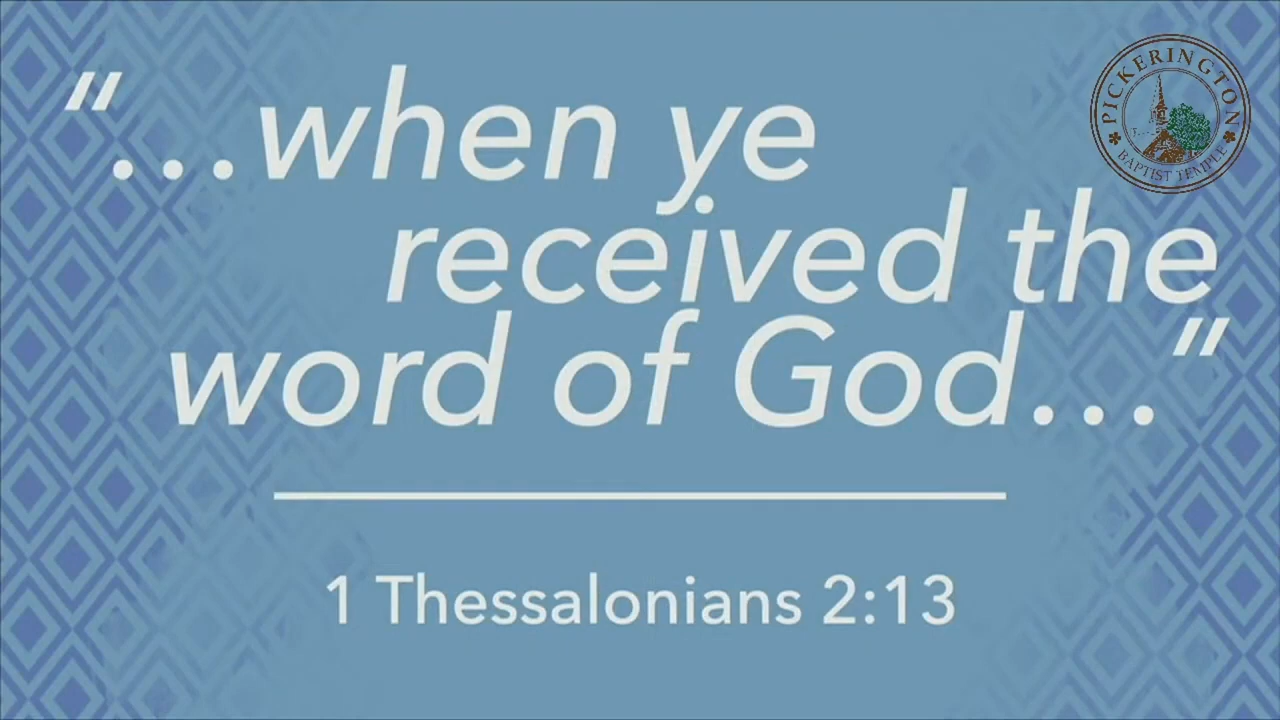 “...when ye
received the
word of God...”
1 Thessalonians 2:13
PICKERINGTON
BAPTIST TEMPLE